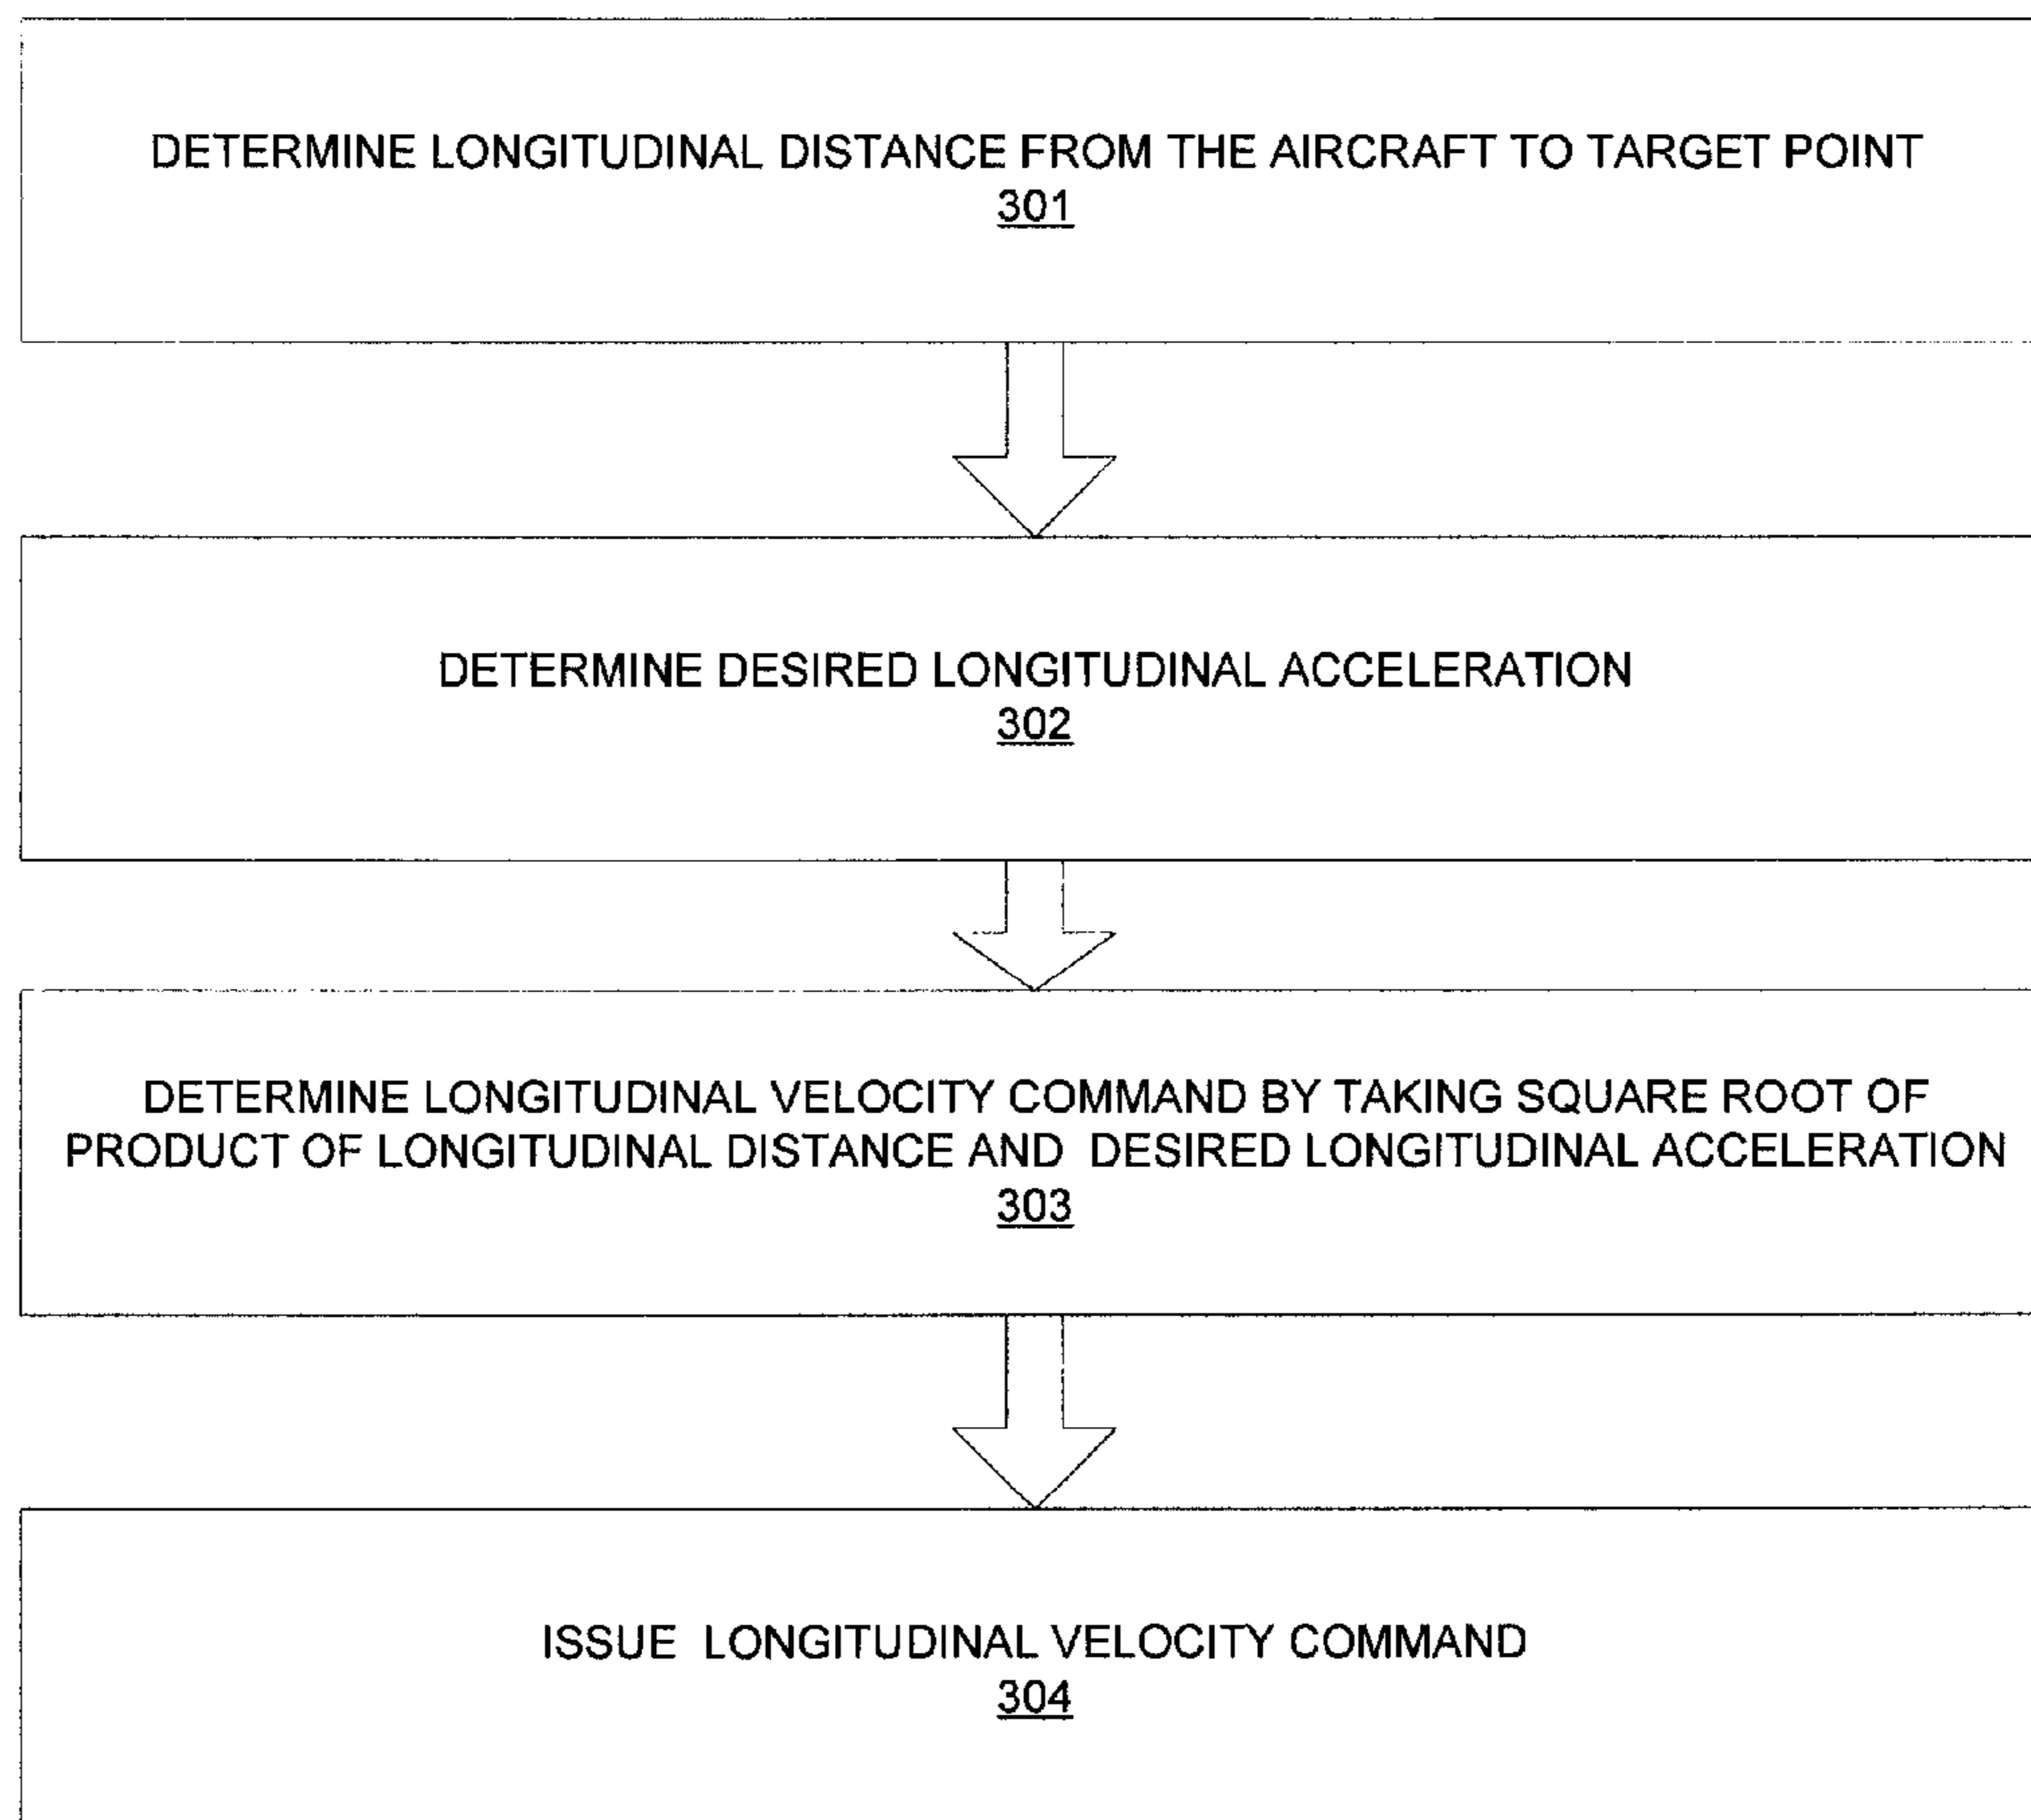 DETERMINE LONGITUDINAL DISTANCE FROM THE AIRCRAFT TO TARGET POINT
301
DETERMINE DESIRED LONGITUDINAL ACCELERATION
302
DETERMINE LONGITUDINAL VELOCITY COMMAND BY TAKING SQUARE ROOT OF
PRODUCT OF LONGITUDINAL DISTANCE AND DESIRED LONGITUDINAL ACCELERATION
303
ISSUE LONGITUDINAL VELOCITY COMMAND
304